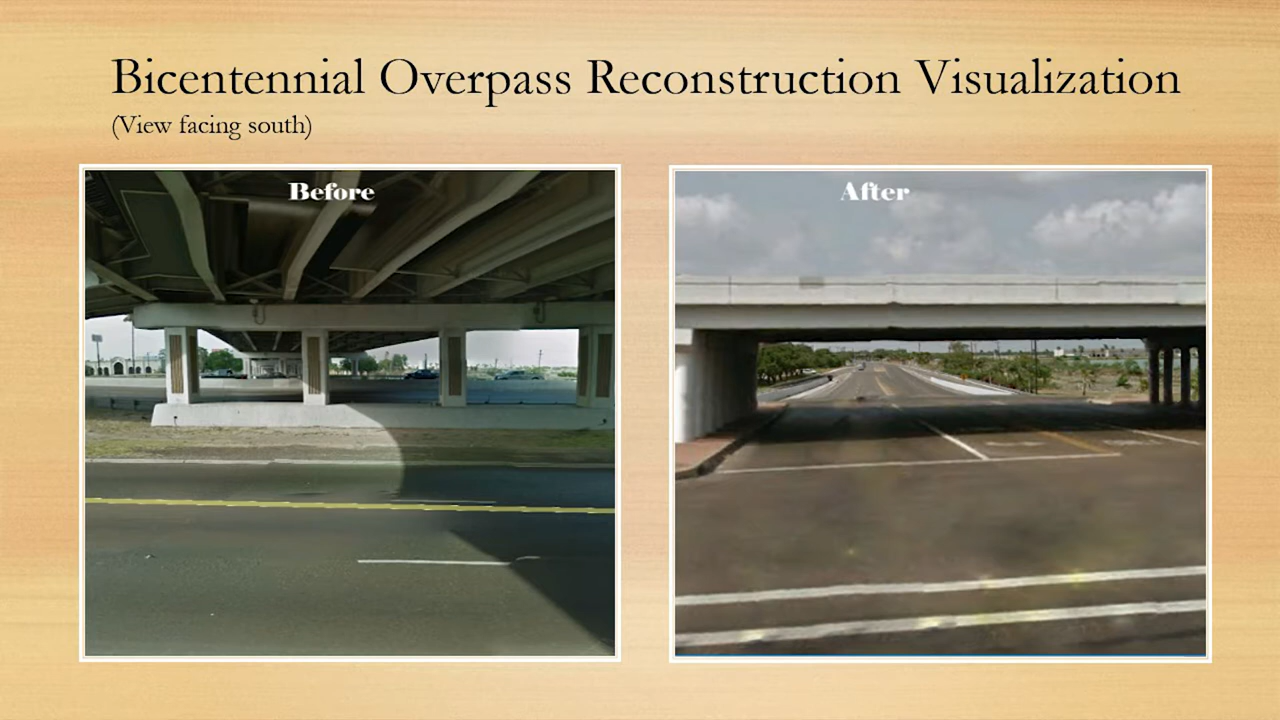 Bicentennial Overpass Reconstruction Visualization
(View facing south)
Before
After